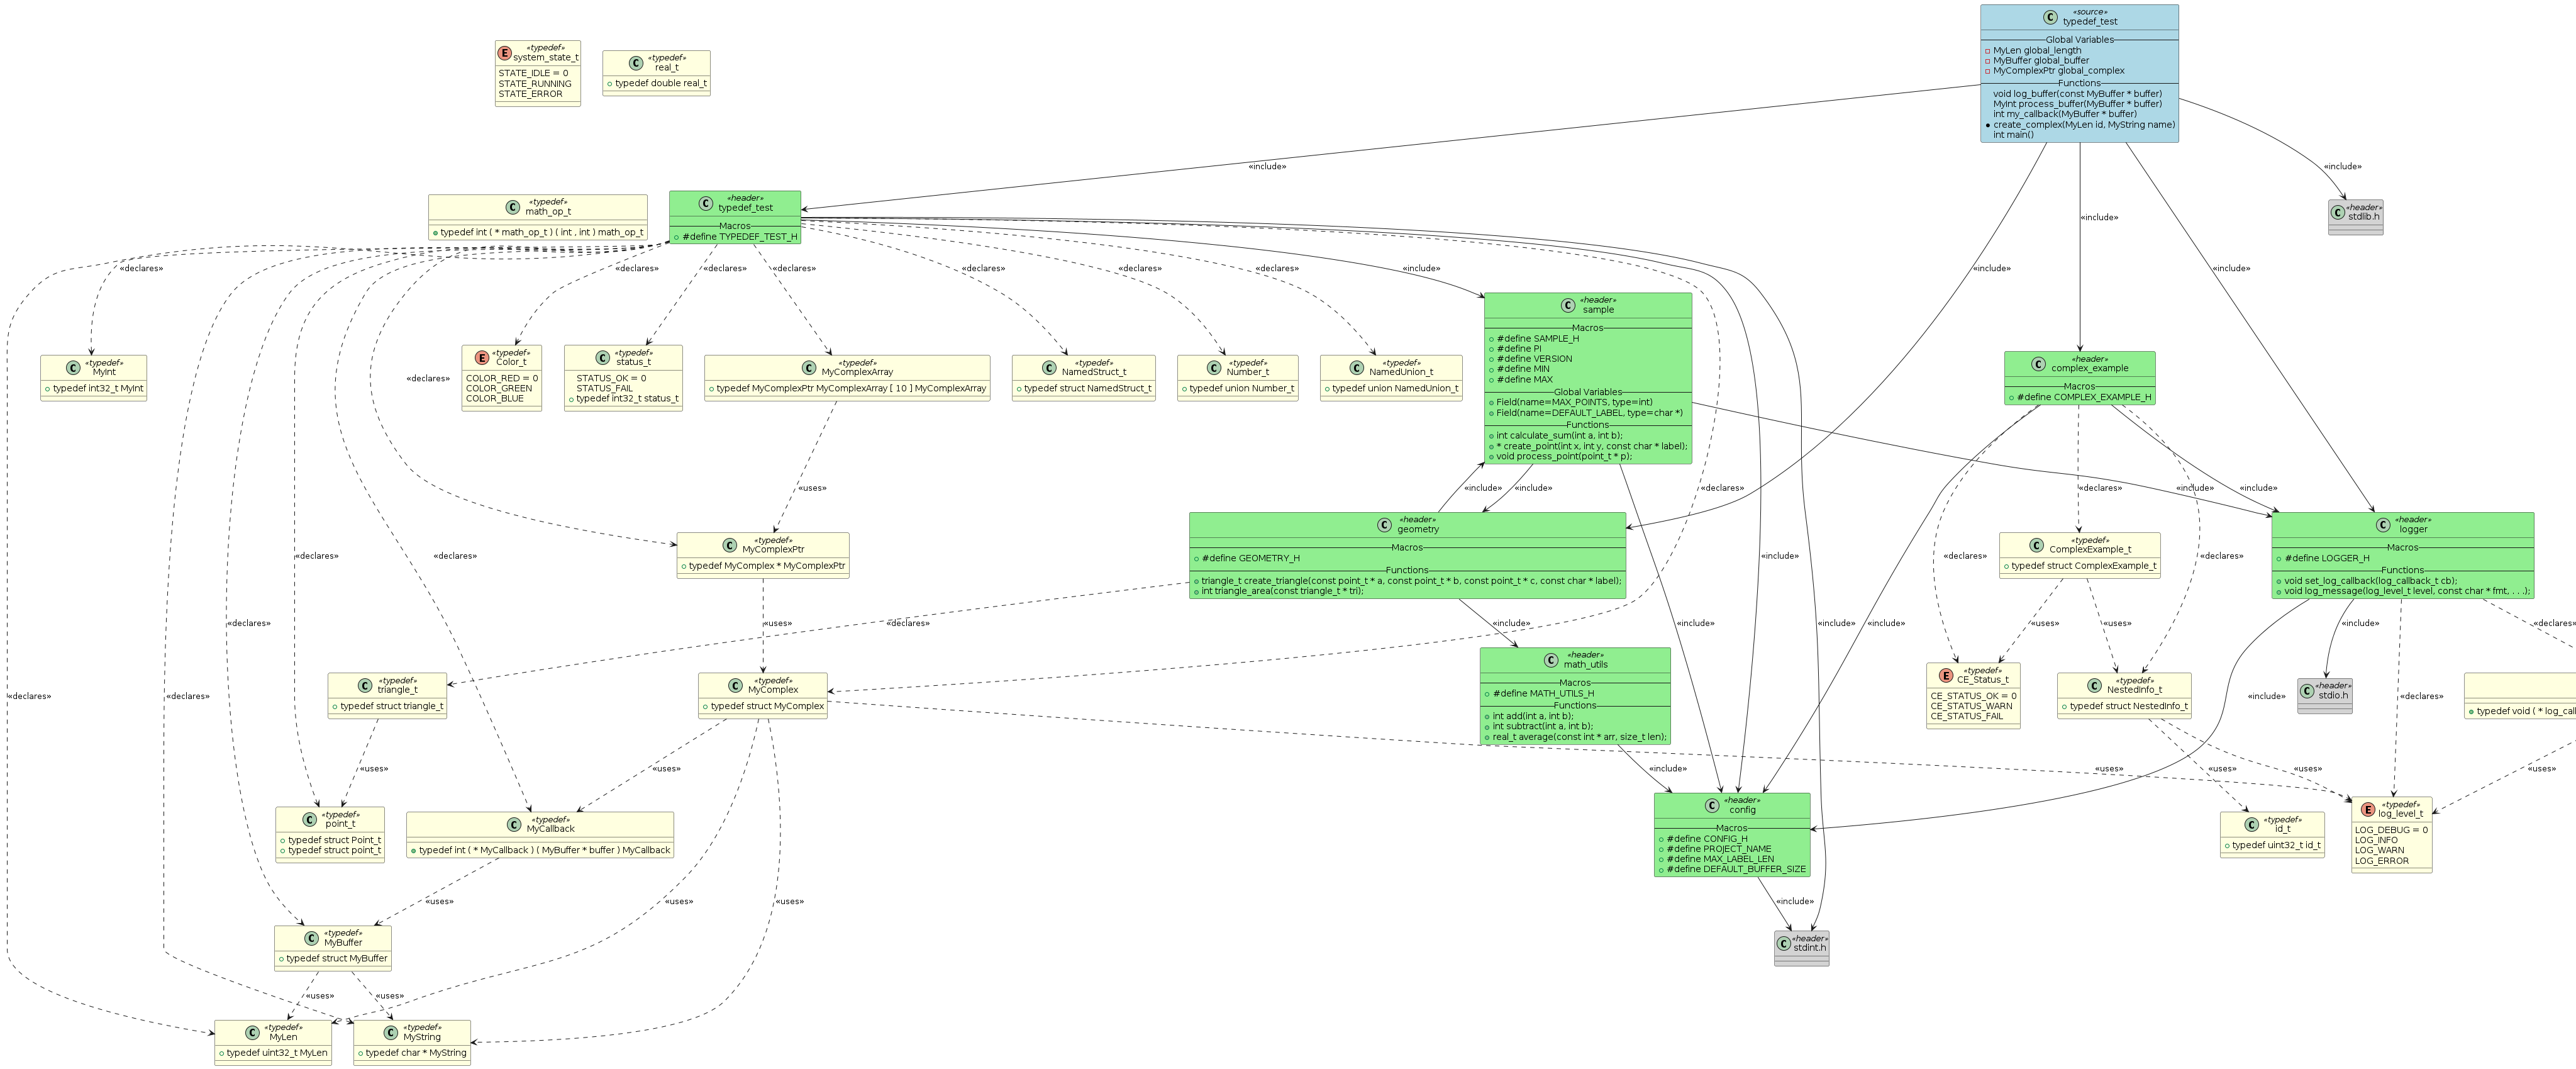 «source»
typedef_test
Global Variables
MyLen global_length
MyBuffer global_buffer
MyComplexPtr global_complex
Functions
void log_buffer(const MyBuffer * buffer)
MyInt process_buffer(MyBuffer * buffer)
int my_callback(MyBuffer * buffer)
* create_complex(MyLen id, MyString name)
int main()
«typedef»
system_state_t
STATE_IDLE = 0
STATE_RUNNING
STATE_ERROR
«typedef»
real_t
typedef double real_t
«include»
«include»
«include»
«include»
«include»
«typedef»
math_op_t
typedef int ( * math_op_t ) ( int , int ) math_op_t
«header»
typedef_test
Macros
#define TYPEDEF_TEST_H
«header»
stdlib.h
«declares»
«declares»
«declares»
«declares»
«declares»
«declares»
«declares»
«include»
«header»
sample
Macros
#define SAMPLE_H
#define PI
#define VERSION
#define MIN
#define MAX
Global Variables
Field(name=MAX_POINTS, type=int)
Field(name=DEFAULT_LABEL, type=char *)
Functions
int calculate_sum(int a, int b);
* create_point(int x, int y, const char * label);
void process_point(point_t * p);
«typedef»
MyInt
typedef int32_t MyInt
«declares»
«typedef»
Color_t
COLOR_RED = 0
COLOR_GREEN
COLOR_BLUE
«typedef»
status_t
STATUS_OK = 0
STATUS_FAIL
typedef int32_t status_t
«typedef»
MyComplexArray
typedef MyComplexPtr MyComplexArray [ 10 ] MyComplexArray
«typedef»
NamedStruct_t
typedef struct NamedStruct_t
«typedef»
Number_t
typedef union Number_t
«typedef»
NamedUnion_t
typedef union NamedUnion_t
«header»
complex_example
Macros
#define COMPLEX_EXAMPLE_H
«uses»
«include»
«include»
«declares»
«declares»
«include»
«include»
«declares»
«declares»
«include»
«declares»
«declares»
«typedef»
MyComplexPtr
typedef MyComplex * MyComplexPtr
«header»
geometry
Macros
#define GEOMETRY_H
Functions
triangle_t create_triangle(const point_t * a, const point_t * b, const point_t * c, const char * label);
int triangle_area(const triangle_t * tri);
«typedef»
ComplexExample_t
typedef struct ComplexExample_t
«header»
logger
Macros
#define LOGGER_H
Functions
void set_log_callback(log_callback_t cb);
void log_message(log_level_t level, const char * fmt, . . .);
«declares»
«uses»
«declares»
«include»
«include»
«include»
«include»
«uses»
«uses»
«include»
«declares»
«typedef»
triangle_t
typedef struct triangle_t
«typedef»
MyComplex
typedef struct MyComplex
«header»
math_utils
Macros
#define MATH_UTILS_H
Functions
int add(int a, int b);
int subtract(int a, int b);
real_t average(const int * arr, size_t len);
«typedef»
CE_Status_t
CE_STATUS_OK = 0
CE_STATUS_WARN
CE_STATUS_FAIL
«typedef»
NestedInfo_t
typedef struct NestedInfo_t
«header»
stdio.h
typedef void ( * log_cal
«declares»
«declares»
«include»
«declares»
«uses»
«uses»
«include»
«uses»
«uses»
«uses»
«uses»
«typedef»
point_t
typedef struct Point_t
typedef struct point_t
«typedef»
MyCallback
typedef int ( * MyCallback ) ( MyBuffer * buffer ) MyCallback
«header»
config
Macros
#define CONFIG_H
#define PROJECT_NAME
#define MAX_LABEL_LEN
#define DEFAULT_BUFFER_SIZE
«typedef»
id_t
typedef uint32_t id_t
«typedef»
log_level_t
LOG_DEBUG = 0
LOG_INFO
LOG_WARN
LOG_ERROR
«uses»
«uses»
«uses»
«include»
«typedef»
MyBuffer
typedef struct MyBuffer
«header»
stdint.h
«uses»
«uses»
«typedef»
MyLen
typedef uint32_t MyLen
«typedef»
MyString
typedef char * MyString